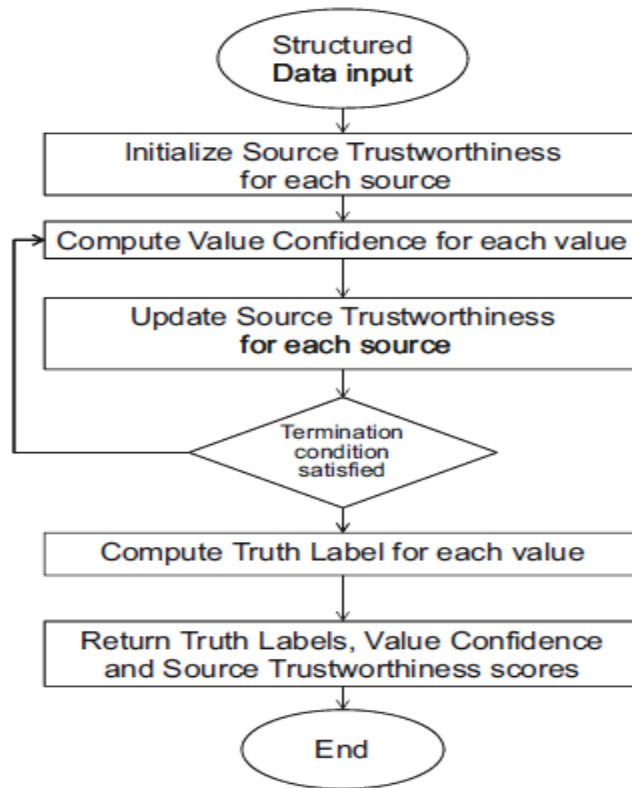 Structured
Data input
Initialize Source Trustworthiness
for each source
Compute Value Confidence for each value
Update Source Trustworthiness
for each source
Termination
condition
satisfied
Compute Truth Label for each value
Return Truth Labels, Value Confidence
and Source Trustworthiness scores
End